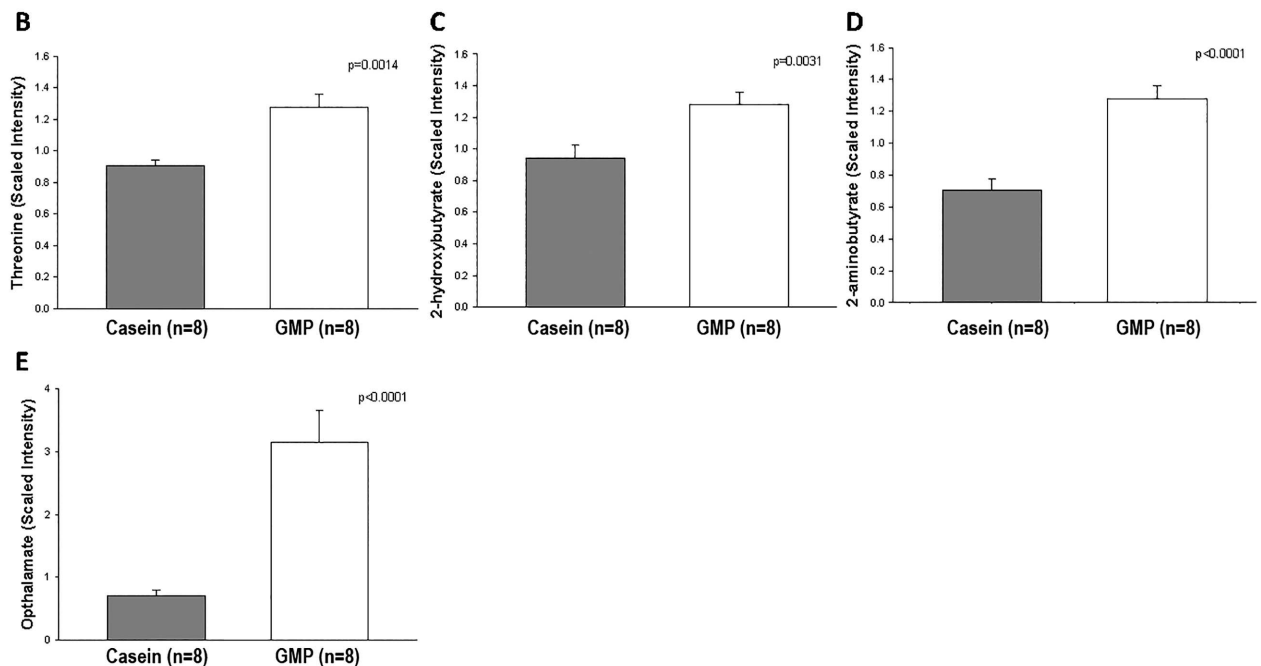 B
Threonine (Scaled Intensity)
1.6
1.4
1.2
1.0
0.8
0.6
0.4
0.2
0.0
p=0.0014
Casein (n=8)
GMP (n=8)
C
2-hydroxybutyrate (Scaled Intensity)
1.6
1.4
1.2
1.0
0.8
0.6
0.4
0.2
0.0
p=0.0031
Casein (n=8)
GMP (n=8)
D
2-aminobutyrate (Scaled Intensity)
1.6
1.4
1.2
1.0
0.8
0.6
0.4
0.2
0.0
p<0.0001
Casein (n=8)
GMP (n=8)
E
Opthalamate (Scaled Intensity)
4
3
2
1
0
p<0.0001
Casein (n=8)
GMP (n=8)